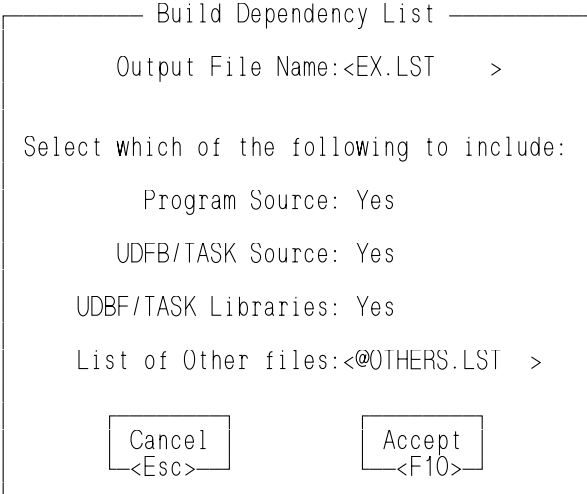 Build Dependency List
Output File Name:<EX.LST     >
Select which of the following to include:
Program Source: Yes
UDFB/TASK Source: Yes
UDBF/TASK Libraries: Yes
List of Other files:<@OTHERS.LST  >
Cancel Accept
<Esc> <F10>